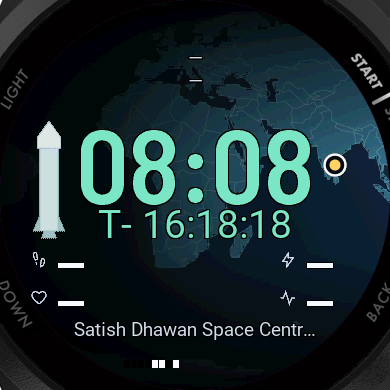 LIGHT
START
08:08
T- 16:18:18
DOWN
BACK
Satish Dhawan Space Centr...